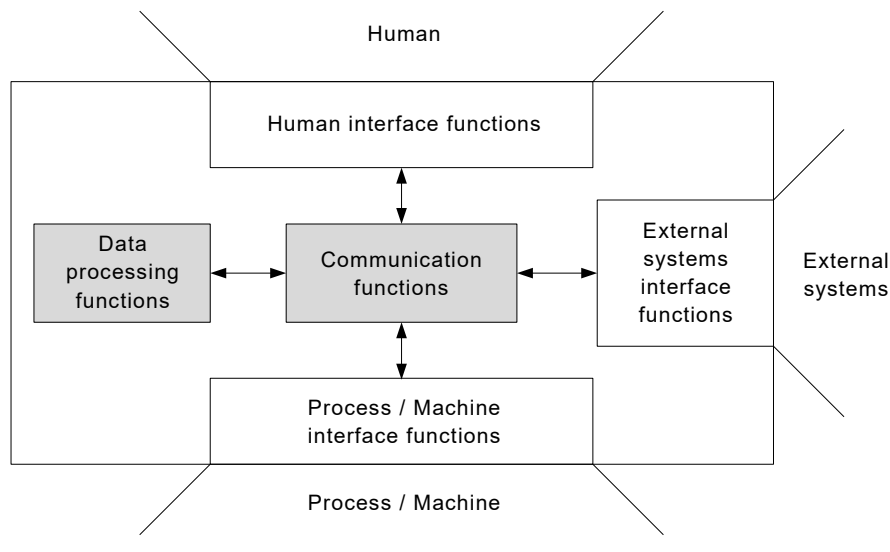 Human
Human interface functions
Data
processing
functions
Communication
functions
External
systems
interface
functions
External
systems
Process / Machine
interface functions
Process / Machine